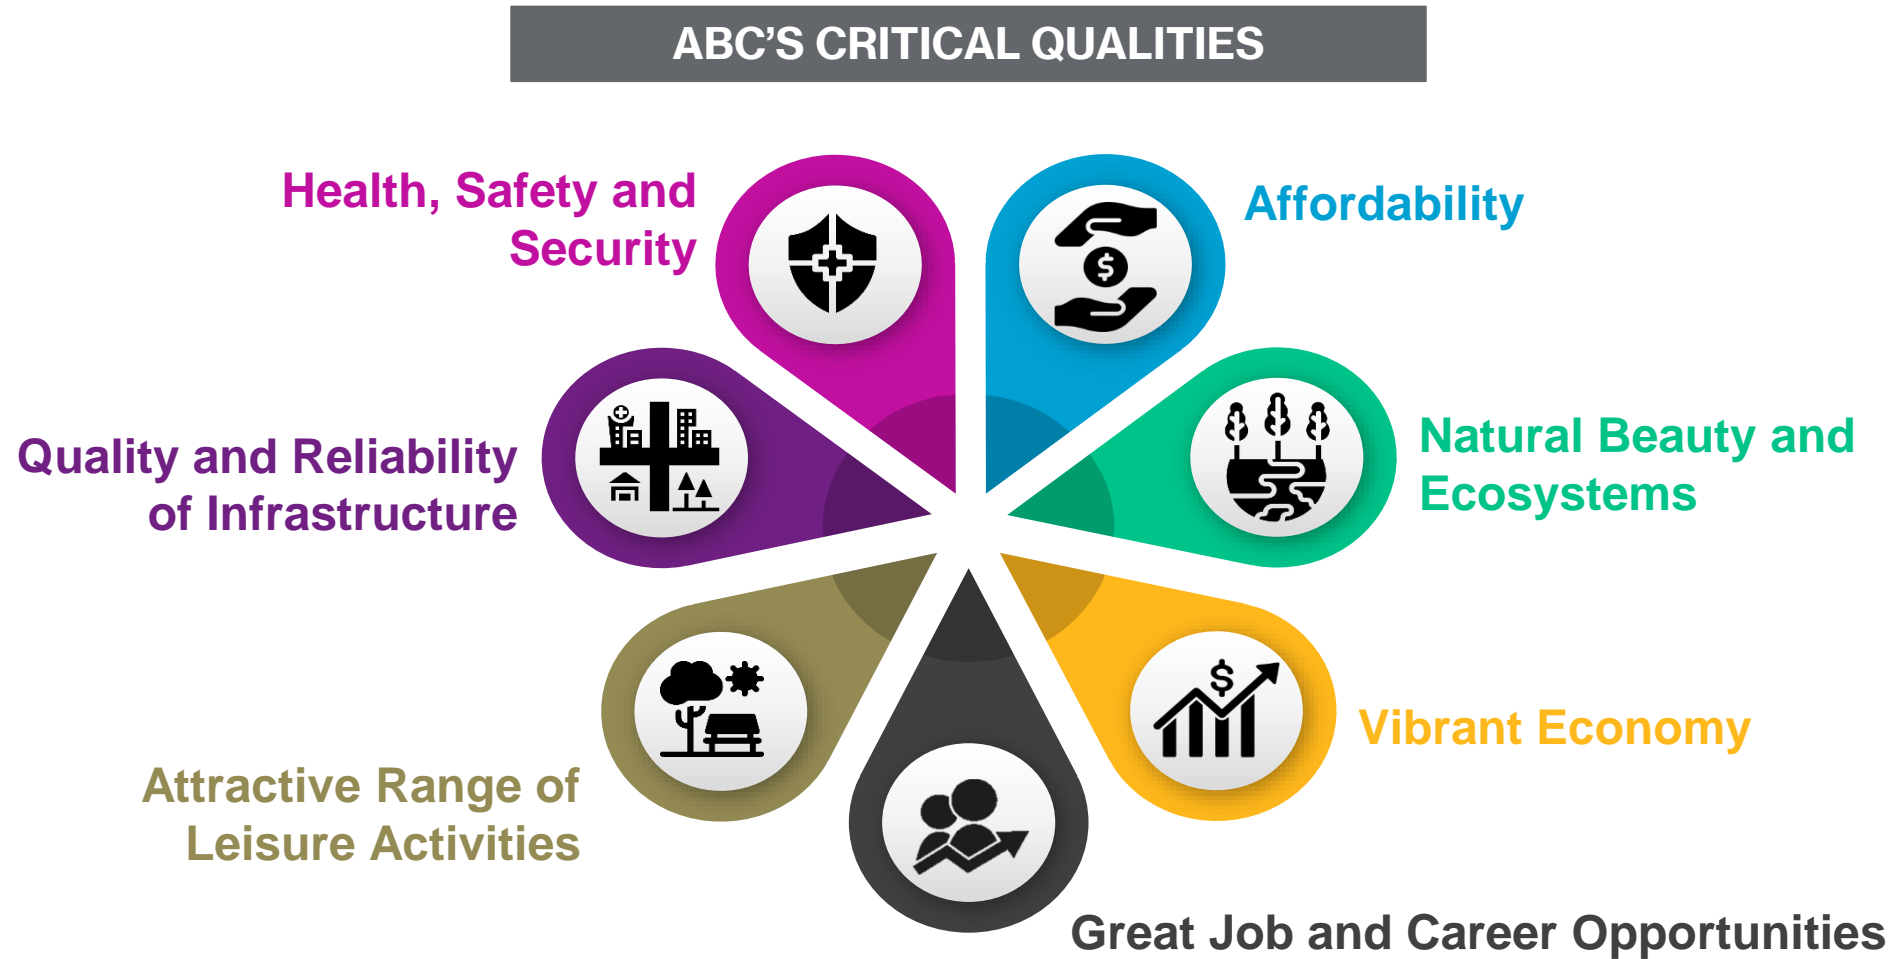 ABC’S CRITICAL QUALITIES
Health, Safety and
Security
Affordability
Quality and Reliability
of Infrastructure
Natural Beauty and
Ecosystems
Attractive Range of
Leisure Activities
Vibrant Economy
Great Job and Career Opportunities
$
$